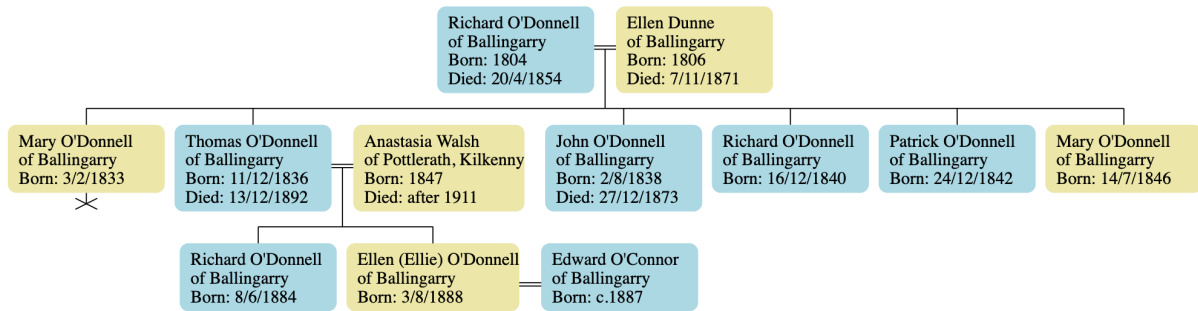 Richard O'Donnell
of Ballingarry
Born: 1804
Died: 20/4/1854
Ellen Dunne
of Ballingarry
Born: 1806
Died: 7/11/1871
Mary O'Donnell
of Ballingarry
Born: 3/2/1833
Thomas O'Donnell
of Ballingarry
Born: 11/12/1836
Died: 13/12/1892
Anastasia Walsh
of Pottlerath, Kilkenny
Born: 1847
Died: after 1911
John O'Donnell
of Ballingarry
Born: 2/8/1838
Died: 27/12/1873
Richard O'Donnell
of Ballingarry
Born: 16/12/1840
Patrick O'Donnell
of Ballingarry
Born: 24/12/1842
Mary O'Donnell
of Ballingarry
Born: 14/7/1846
Richard O'Donnell
of Ballingarry
Born: 8/6/1884
Ellen (Ellie) O'Donnell
of Ballingarry
Born: 3/8/1888
Edward O'Connor
of Ballingarry
Born: c.1887